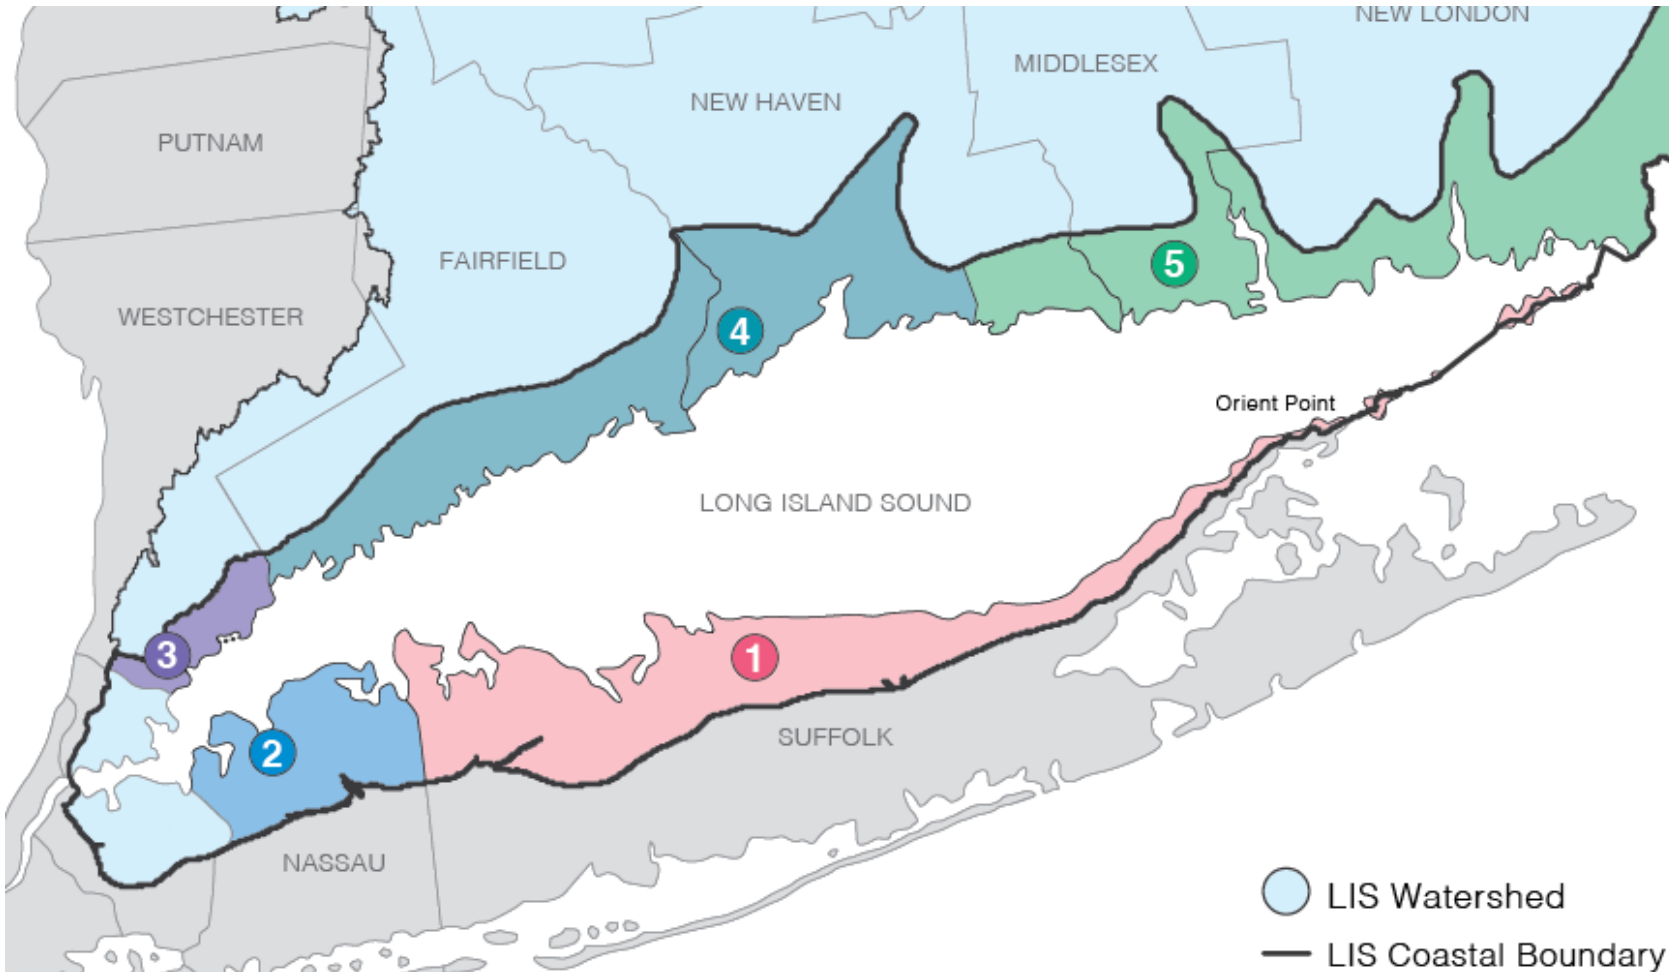 NEW LONDON
MIDDLESEX
NEW HAVEN
PUTNAM
FAIRFIELD
5
WESTCHESTER
4
Orient Point
LONG ISLAND SOUND
3
1
SUFFOLK
2
NASSAU
LIS Watershed
LIS Coastal Boundary